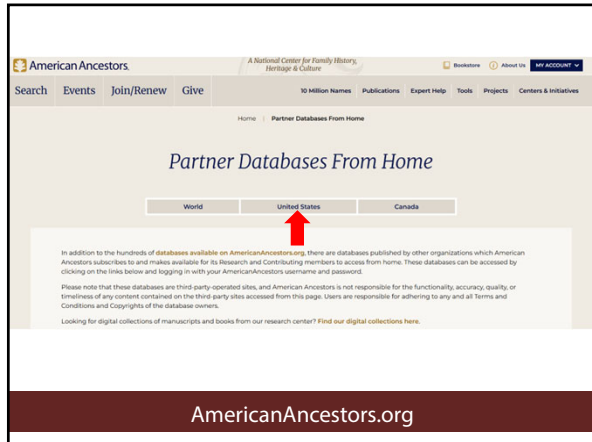 American Ancestors
A National Center for Family History,
Heritage & Culture
Bookstore About Us MY ACCOUNT
Search Events Join/Renew Give 10 Million Names Publications Expert Help Tools Projects Centers & Initiatives
Home | Partner Databases From Home
Partner Databases From Home
World United States Canada
In addition to the hundreds of databases available on AmericanAncestors.org, there are databases published by other organizations which American
Ancestors subscribes to and makes available for its Research and Contributing members to access from home. These databases can be accessed by
clicking on the links below and logging in with your AmericanAncestors username and password.
Please note that these databases are third-party-operated sites, and American Ancestors is not responsible for the functionality, accuracy, quality, or
timeliness of any content contained on the third-party sites accessed from this page. Users are responsible for adhering to any and all Terms and
Conditions and Copyrights of the database owners.
Looking for digital collections of manuscripts and books from our research center? Find our digital collections here.
AmericanAncestors.org